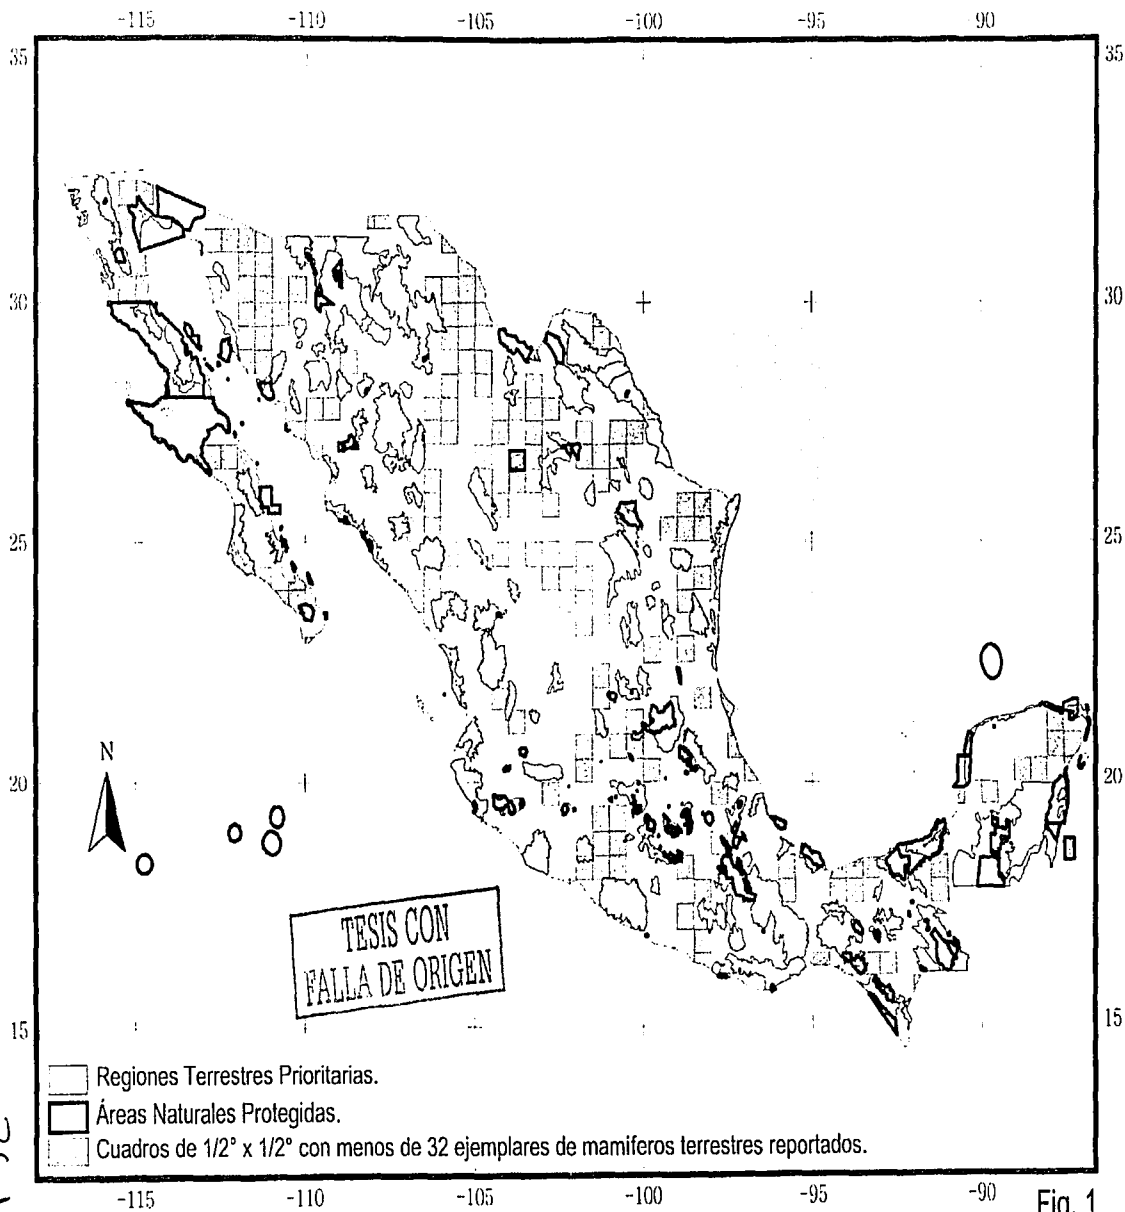 -115 -110 -105 -100 -95 -90
35 35
30 30
25 25
N
20 20
TESIS CON
FALLA DE ORIGEN
15 15
Regiones Terrestres Prioritarias.
Áreas Naturales Protegidas.
Cuadros de 1/2° x 1/2° con menos de 32 ejemplares de mamiferos terrestres reportados.
-115 -110 -105 -100 -95 -90
Fig. 1